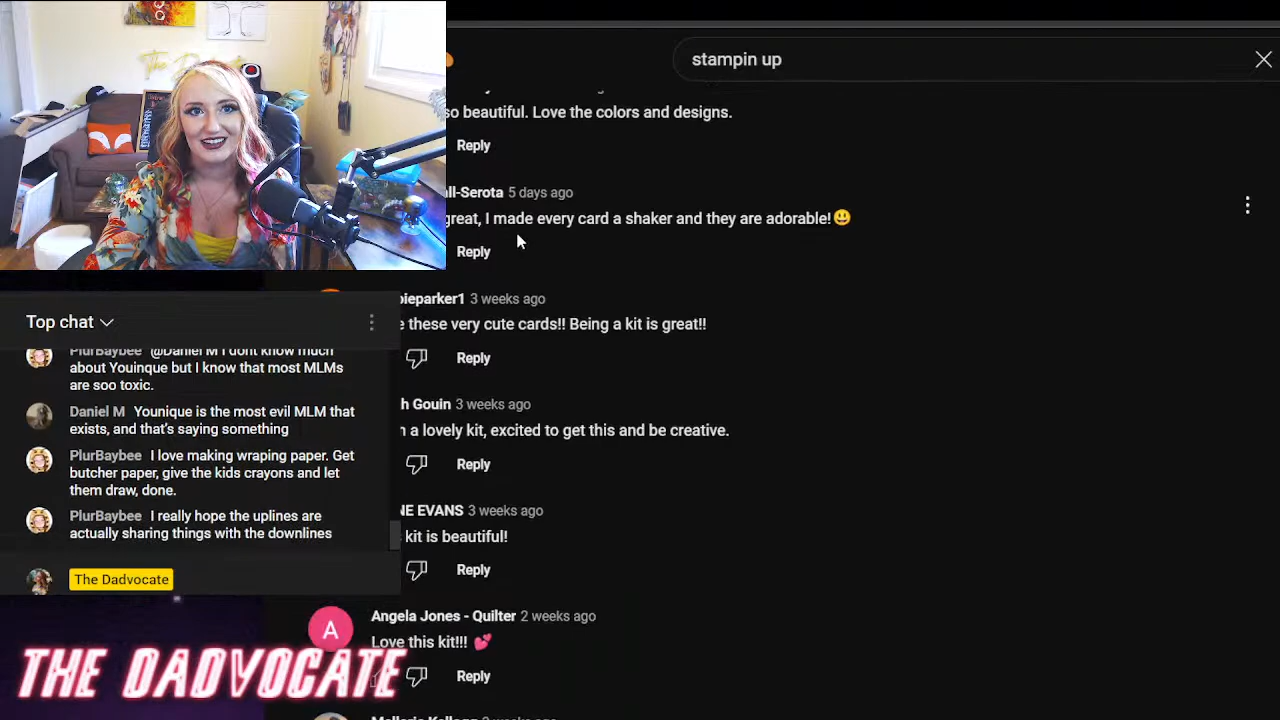 stampin up
so beautiful. Love the colors and designs.
Reply
ll-Serota 5 days ago
great, I made every card a shaker and they are adorable!😃
Reply
pieparker1 3 weeks ago
e these very cute cards!! Being a kit is great!!
Reply
h Gouin 3 weeks ago
n a lovely kit, excited to get this and be creative.
Reply
NE EVANS 3 weeks ago
kit is beautiful!
Reply
A
Angela Jones - Quilter 2 weeks ago
Love this kit!!! 💕
Reply
Top chat
PlurBaybee @Daniel M I dont know much
about Youinque but I know that most MLMs
are soo toxic.
Daniel M Younique is the most evil MLM that
exists, and that's saying something
PlurBaybee I love making wraping paper. Get
butcher paper, give the kids crayons and let
them draw, done.
PlurBaybee I really hope the uplines are
actually sharing things with the downlines
The Dadvocate
THE DADVOCATE